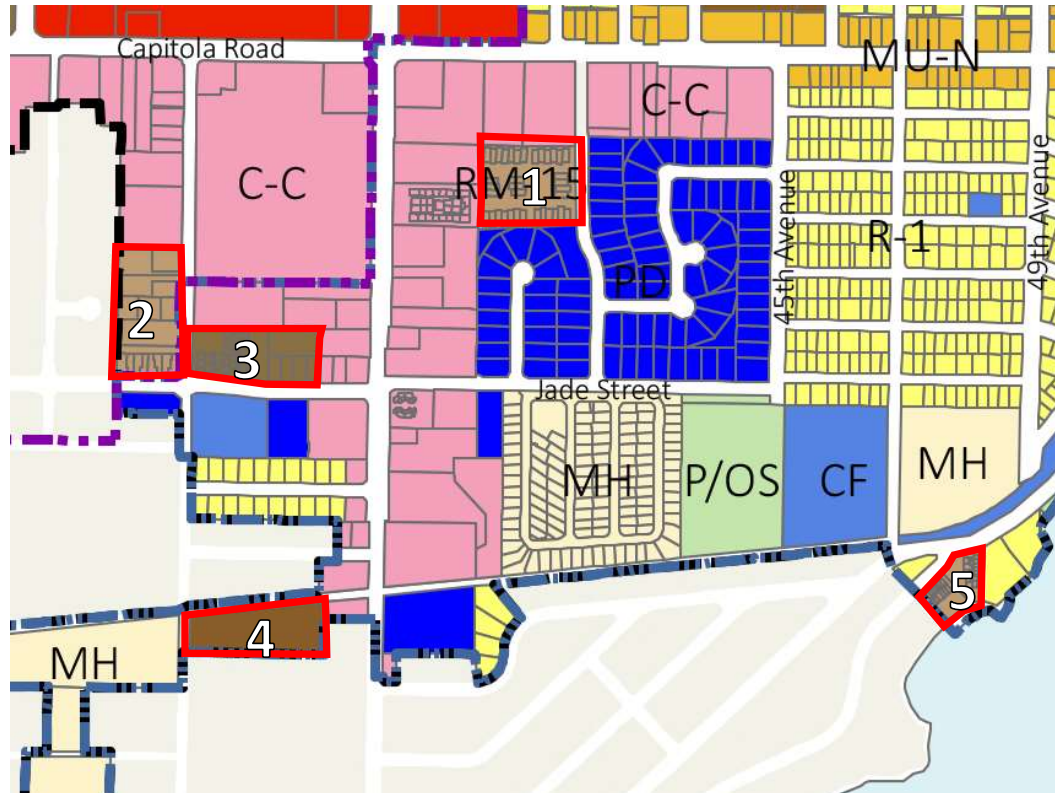 Capitola Road
MU-N
C-C
C-C
RM-15
1
49th Avenue
45th Avenue
R-1
PD
2
3
Jade Street
MH
P/OS
CF
MH
5
4
MH